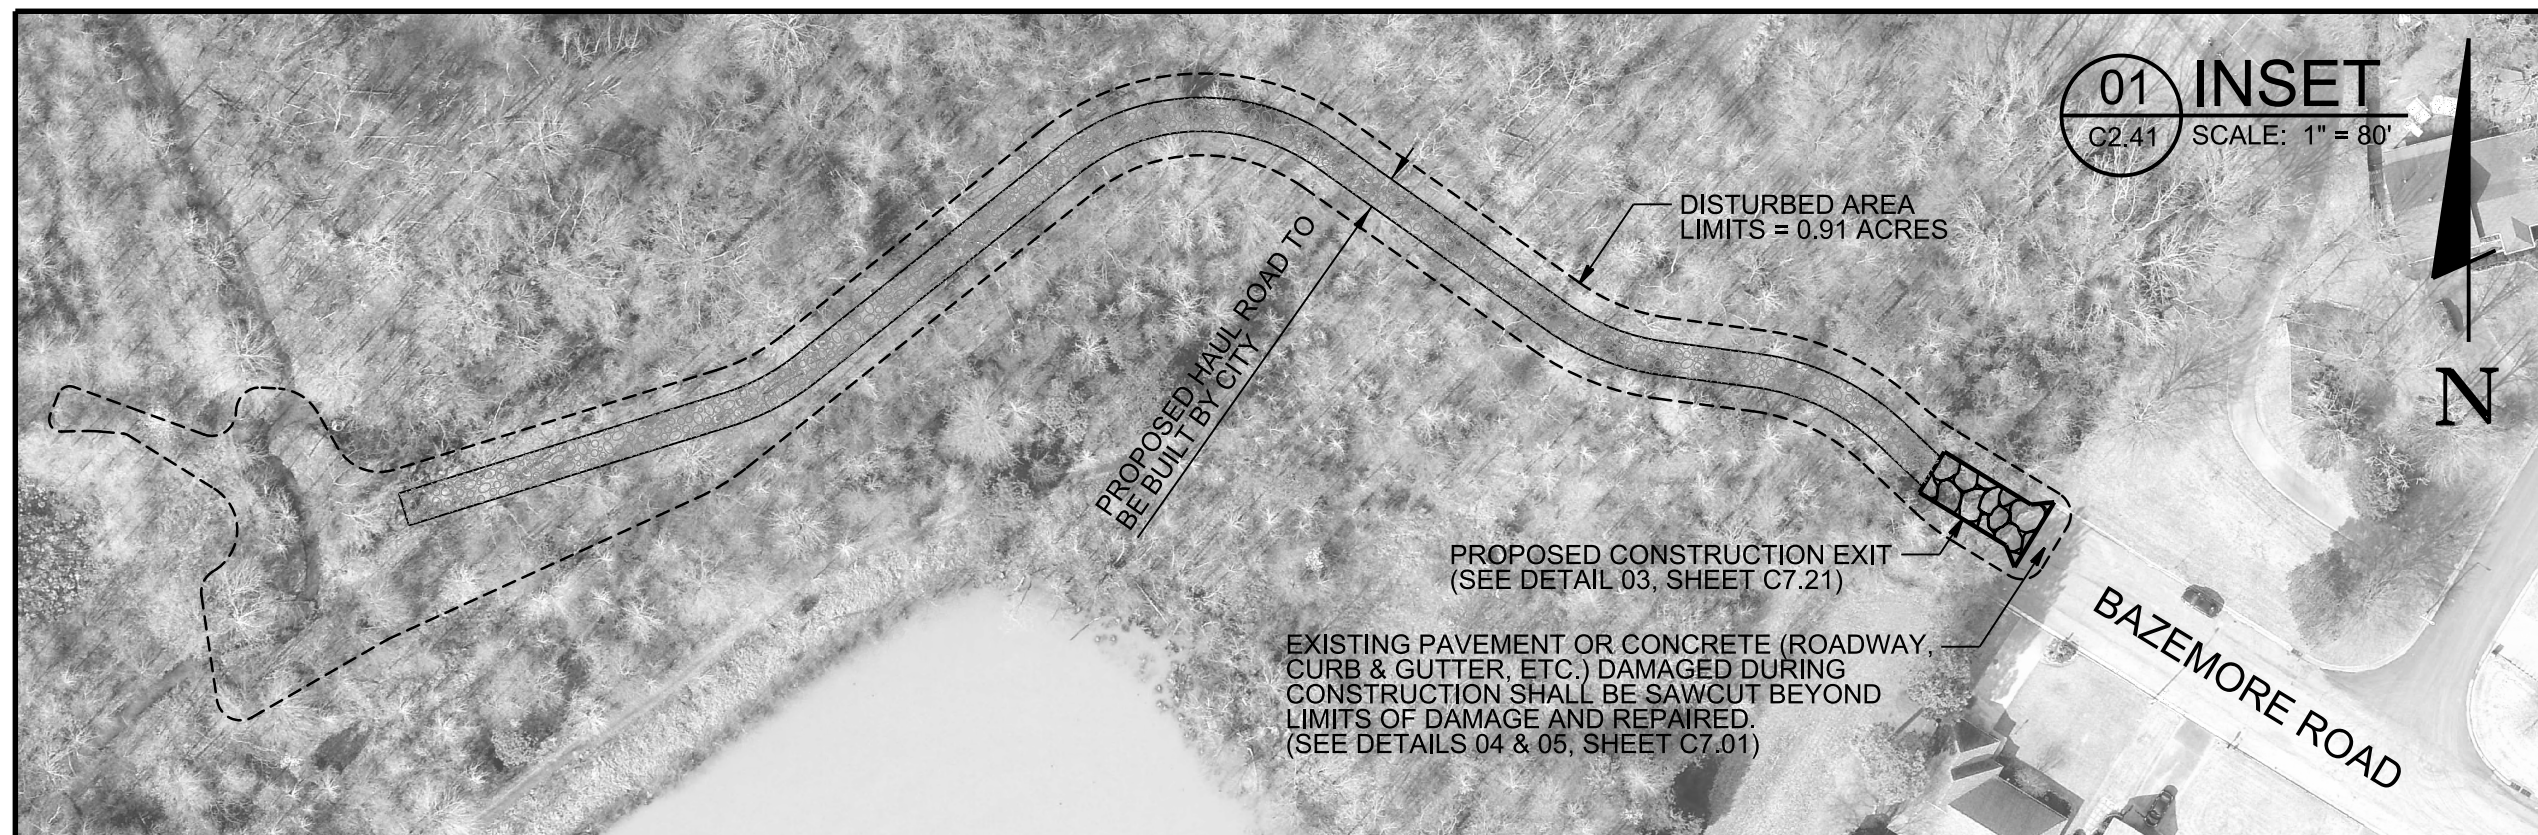 01
C2.41
INSET
SCALE: 1" = 80'
N
DISTURBED AREA
LIMITS = 0.91 ACRES
PROPOSED HAUL ROAD TO
BE BUILT BY CITY
PROPOSED CONSTRUCTION EXIT
(SEE DETAIL 03, SHEET C7.21)
EXISTING PAVEMENT OR CONCRETE (ROADWAY,
CURB & GUTTER, ETC.) DAMAGED DURING
CONSTRUCTION SHALL BE SAWCUT BEYOND
LIMITS OF DAMAGE AND REPAIRED.
(SEE DETAILS 04 & 05, SHEET C7.01)
BAZEMORE ROAD